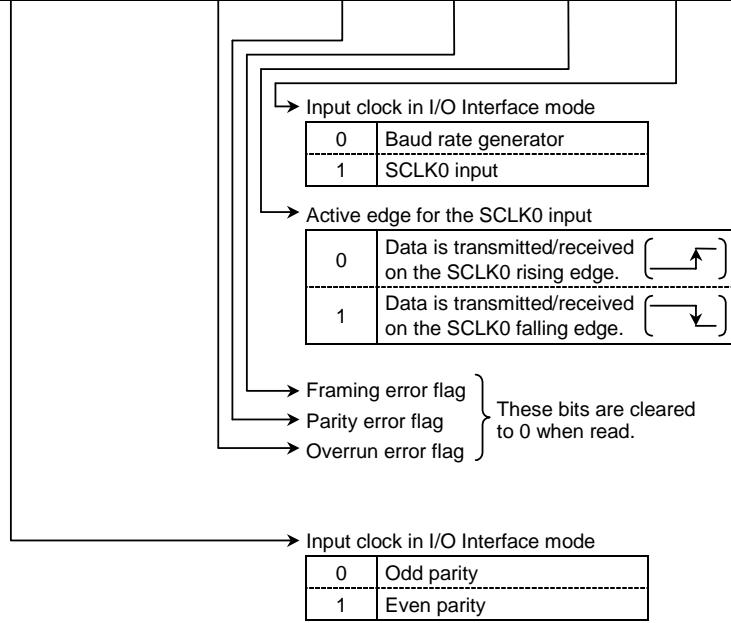 Input clock in I/O Interface mode
0 Baud rate generator
1 SCLK0 input
Active edge for the SCLK0 input
0 Data is transmitted/received
on the SCLK0 rising edge.
1 Data is transmitted/received
on the SCLK0 falling edge.
Framing error flag
Parity error flag
Overrun error flag
These bits are cleared
to 0 when read.
Input clock in I/O Interface mode
0 Odd parity
1 Even parity